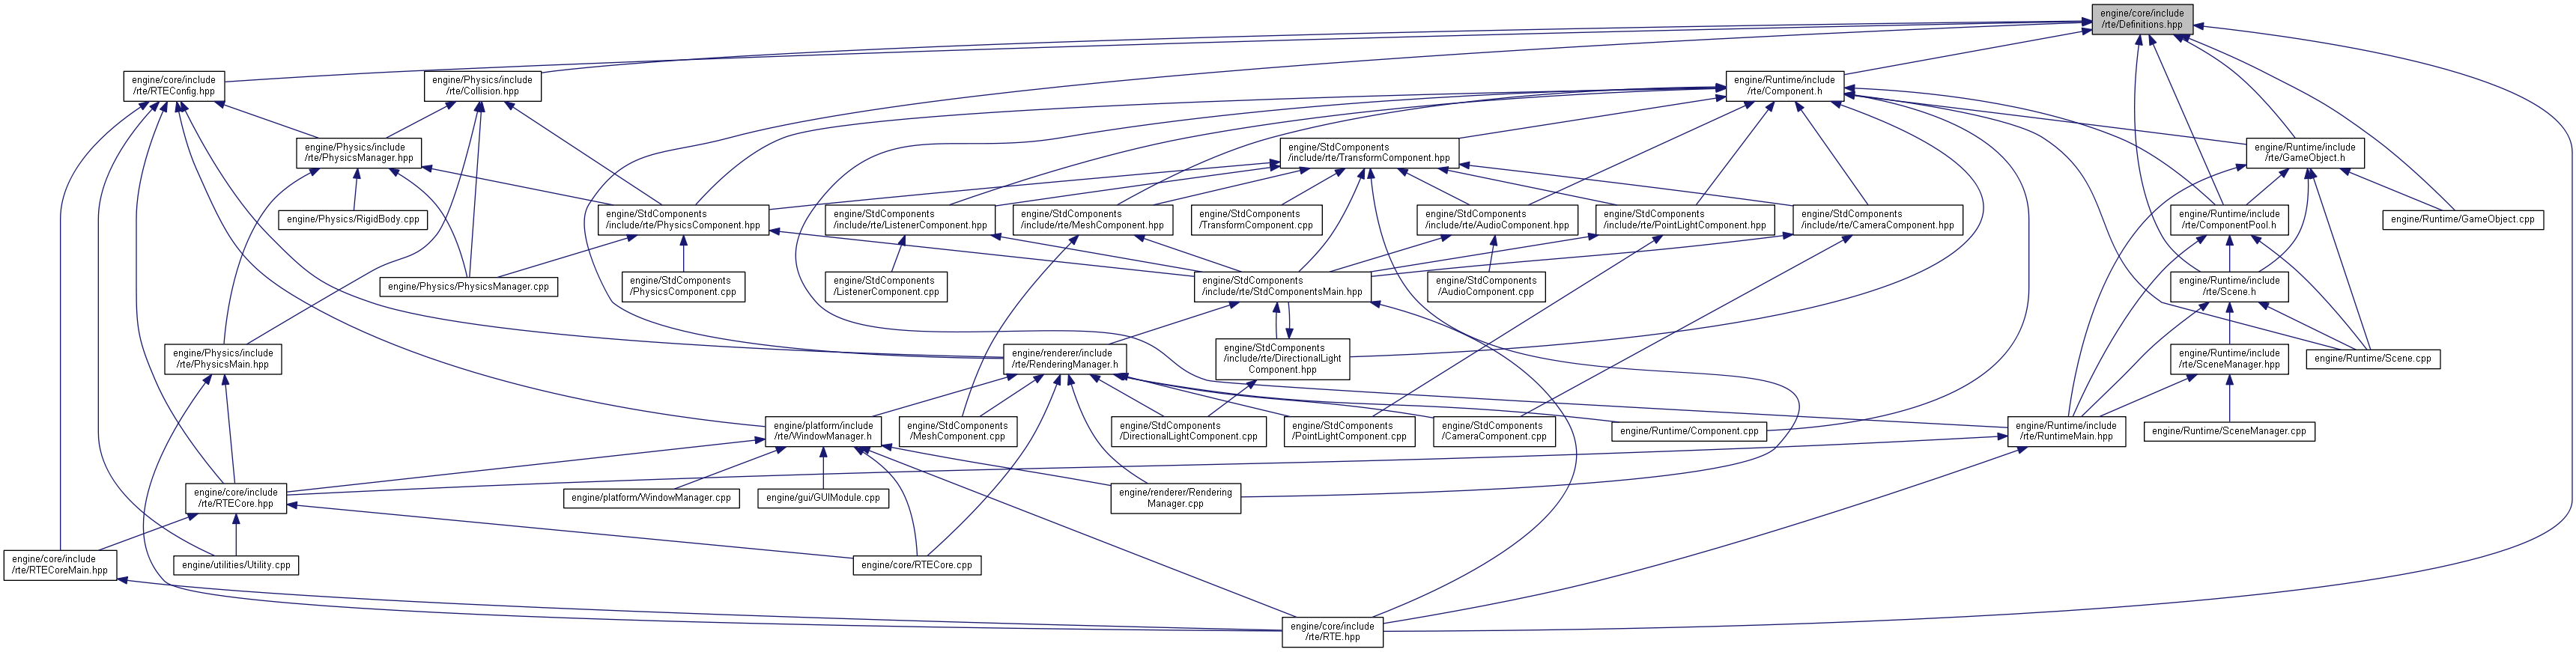 engine/core/include
/rte/Definitions.hpp
engine/core/include
/rte/RTEConfig.hpp
engine/Physics/include
/rte/Collision.hpp
engine/Runtime/include
/rte/Component.h
engine/Physics/include
/rte/PhysicsManager.hpp
engine/StdComponents
/include/rte/TransformComponent.hpp
engine/Runtime/include
/rte/GameObject.h
engine/Physics/RigidBody.cpp
engine/StdComponents
/include/rte/PhysicsComponent.hpp
engine/StdComponents
/include/rte/ListenerComponent.hpp
engine/StdComponents
/include/rte/MeshComponent.hpp
engine/StdComponents
/TransformComponent.cpp
engine/StdComponents
/include/rte/AudioComponent.hpp
engine/StdComponents
/include/rte/PointLightComponent.hpp
engine/StdComponents
/include/rte/CameraComponent.hpp
engine/Runtime/include
/rte/ComponentPool.h
engine/Runtime/GameObject.cpp
engine/Physics/PhysicsManager.cpp
engine/StdComponents
/PhysicsComponent.cpp
engine/StdComponents
/ListenerComponent.cpp
engine/StdComponents
/include/rte/StdComponentsMain.hpp
engine/StdComponents
/AudioComponent.cpp
engine/Runtime/include
/rte/Scene.h
engine/Physics/include
/rte/PhysicsMain.hpp
engine/renderer/include
/rte/RenderingManager.h
engine/StdComponents
/include/rte/DirectionalLight
Component.hpp
engine/Runtime/include
/rte/SceneManager.hpp
engine/Runtime/Scene.cpp
engine/platform/include
/rte/WindowManager.h
engine/StdComponents
/MeshComponent.cpp
engine/StdComponents
/DirectionalLightComponent.cpp
engine/StdComponents
/PointLightComponent.cpp
engine/StdComponents
/CameraComponent.cpp
engine/Runtime/Component.cpp
engine/Runtime/include
/rte/RuntimeMain.hpp
engine/Runtime/SceneManager.cpp
engine/core/include
/rte/RTECore.hpp
engine/platform/WindowManager.cpp
engine/gui/GUIModule.cpp
engine/renderer/Rendering
Manager.cpp
engine/core/include
/rte/RTECoreMain.hpp
engine/utilities/Utility.cpp
engine/core/RTECore.cpp
engine/core/include
/rte/RTE.hpp